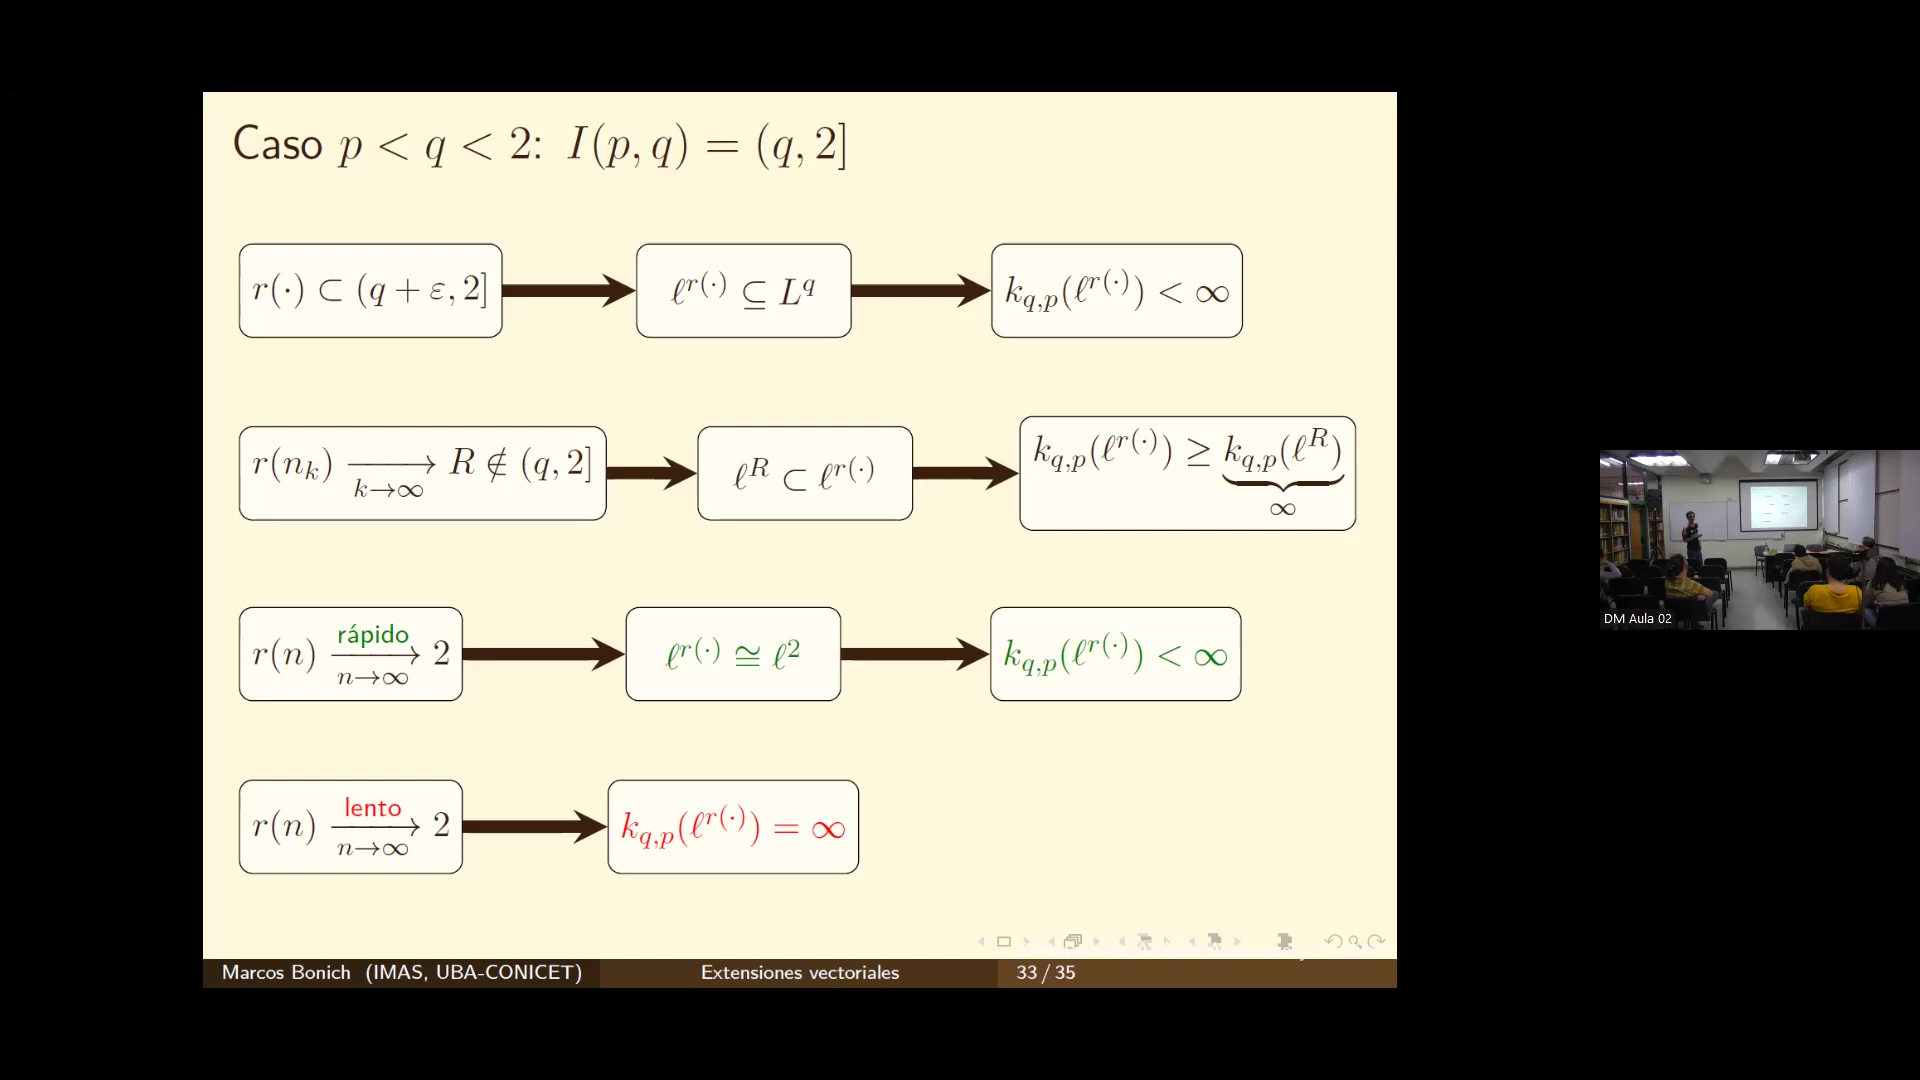 Caso p < q < 2: I(p, q) = (q, 2]
r(·) ⊂ (q + ε, 2]
ℓ^{r(·)} ⊆ L^q
k_{q,p}(ℓ^{r(·)}) < ∞
r(n_k) ⟶_{k→∞} R ∉ (q, 2]
ℓ^R ⊂ ℓ^{r(·)}
k_{q,p}(ℓ^{r(·)}) ≥ k_{q,p}(ℓ^R)
∞
r(n) ⟶^{rápido}_{n→∞} 2
ℓ^{r(·)} ≅ ℓ^2
k_{q,p}(ℓ^{r(·)}) < ∞
r(n) ⟶^{lento}_{n→∞} 2
k_{q,p}(ℓ^{r(·)}) = ∞
Marcos Bonich (IMAS, UBA-CONICET)
Extensiones vectoriales
33 / 35
DM Aula 02